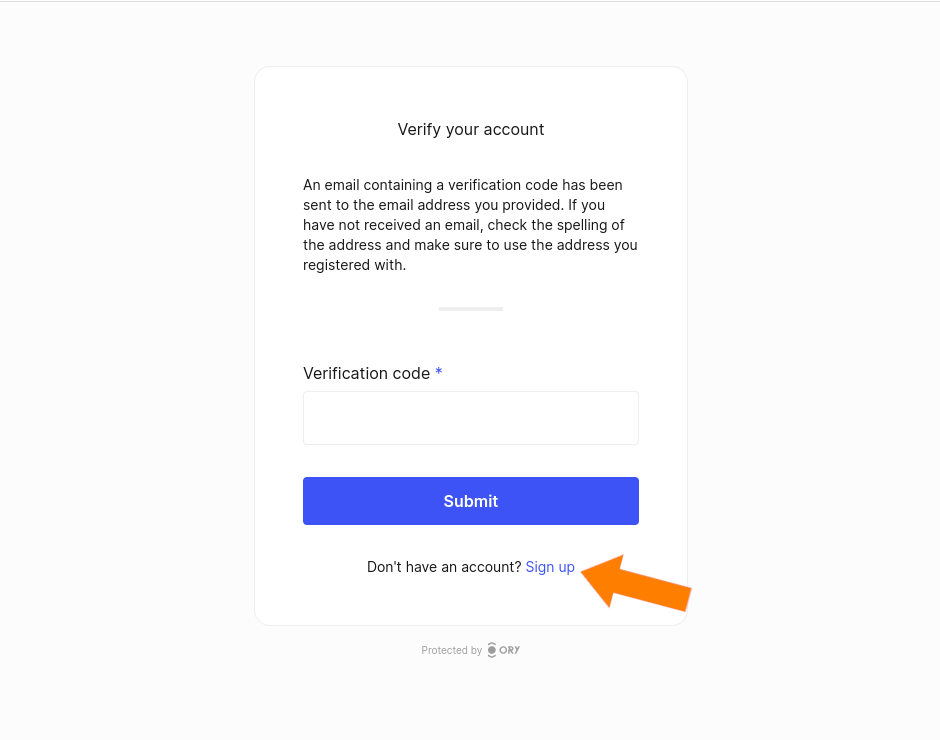 Verify your account
An email containing a verification code has been
sent to the email address you provided. If you
have not received an email, check the spelling of
the address and make sure to use the address you
registered with.
Verification code *
Submit
Don't have an account? Sign up
Protected by ORY